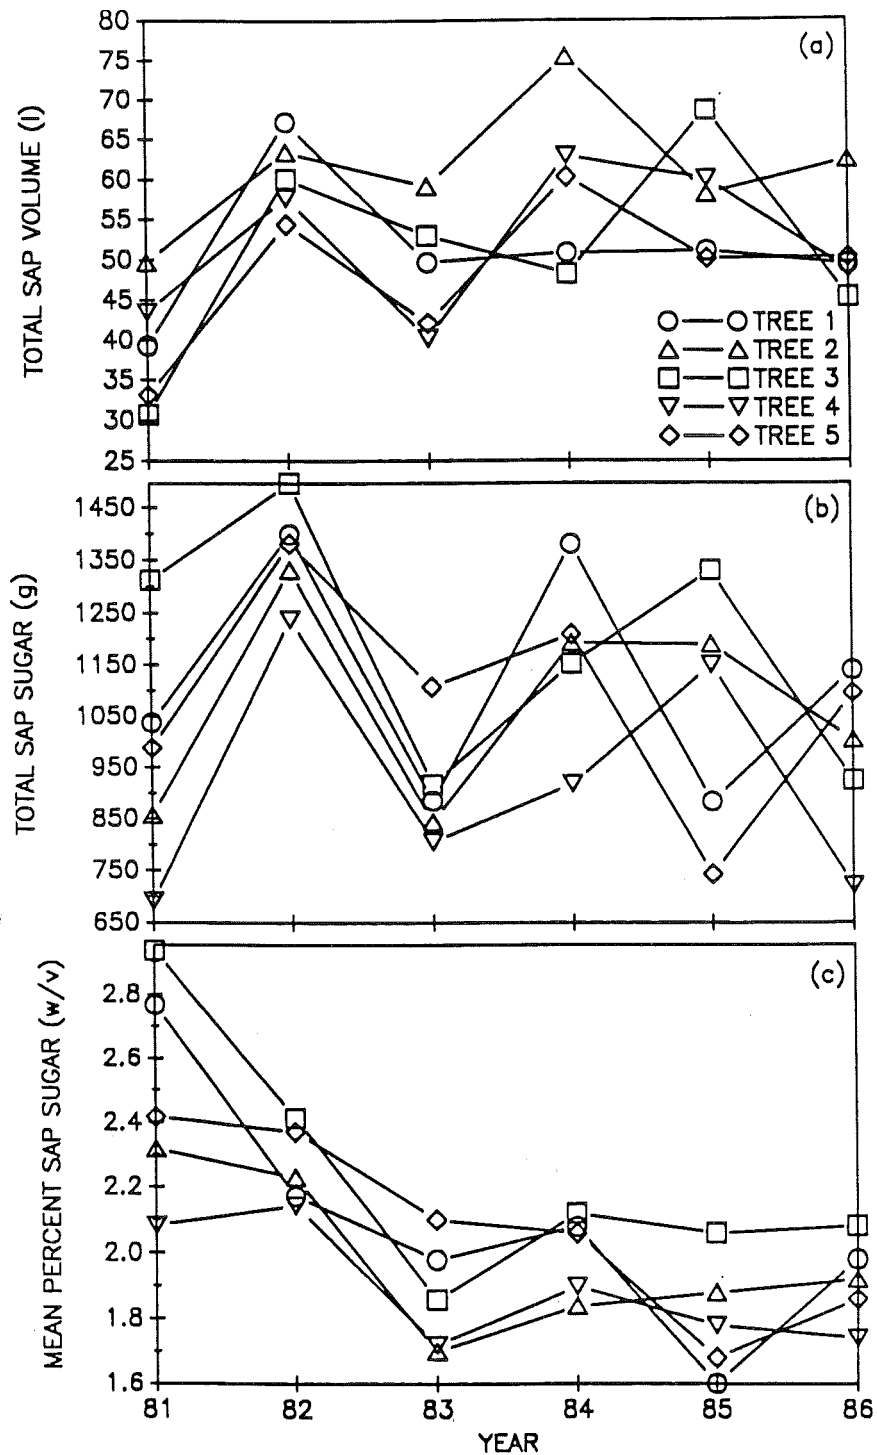 (a)
TOTAL SAP VOLUME (l)
80
75
70
65
60
55
50
45
40
35
30
25
TREE 1
TREE 2
TREE 3
TREE 4
TREE 5
(b)
TOTAL SAP SUGAR (g)
1450
1350
1250
1150
1050
950
850
750
650
(c)
MEAN PERCENT SAP SUGAR (w/v)
2.8
2.6
2.4
2.2
2.0
1.8
1.6
81 82 83 84 85 86
YEAR